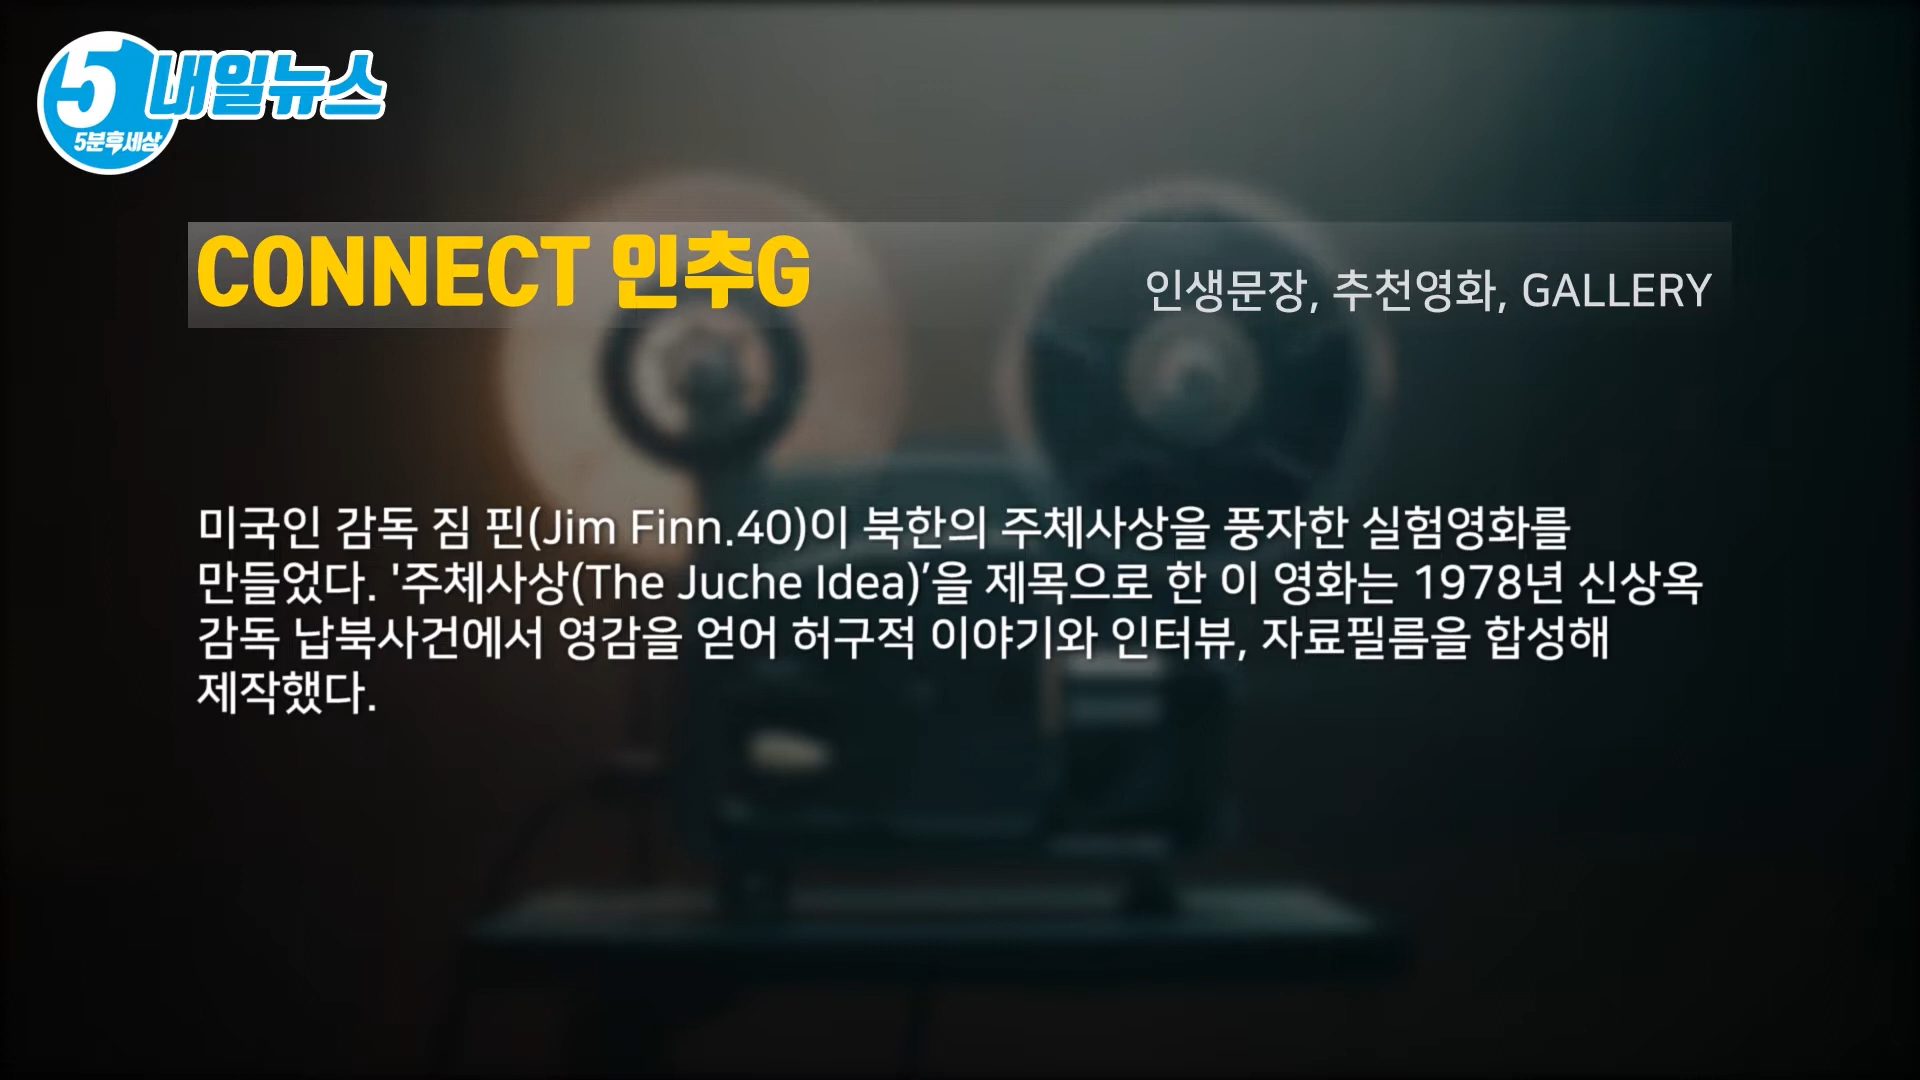 5 내일뉴스
5분후세상
CONNECT 인추G
인생문장, 추천영화, GALLERY
미국인 감독 짐 핀(Jim Finn.40)이 북한의 주체사상을 풍자한 실험영화를
만들었다. '주체사상(The Juche Idea)’을 제목으로 한 이 영화는 1978년 신상옥
감독 납북사건에서 영감을 얻어 허구적 이야기와 인터뷰, 자료필름을 합성해
제작했다.